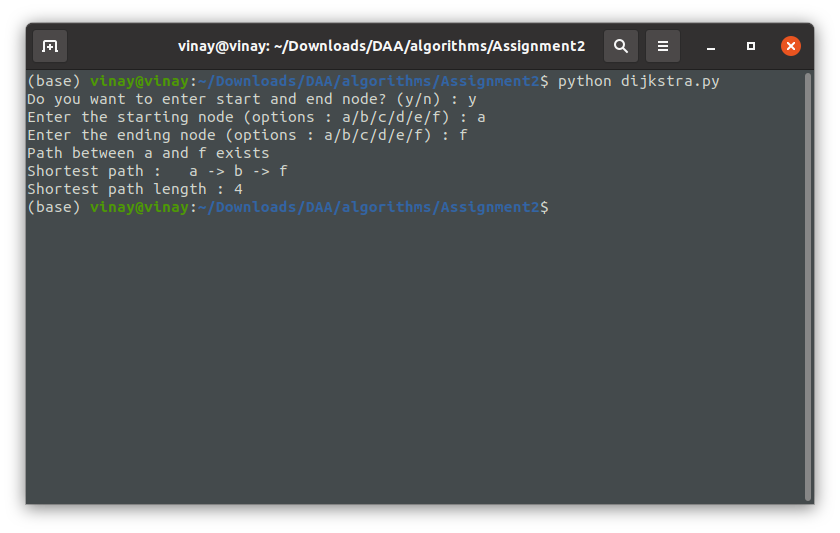 vinay@vinay: ~/Downloads/DAA/algorithms/Assignment2
(base) vinay@vinay:~/Downloads/DAA/algorithms/Assignment2$ python dijkstra.py
Do you want to enter start and end node? (y/n) : y
Enter the starting node (options : a/b/c/d/e/f) : a
Enter the ending node (options : a/b/c/d/e/f) : f
Path between a and f exists
Shortest path :   a -> b -> f
Shortest path length : 4
(base) vinay@vinay:~/Downloads/DAA/algorithms/Assignment2$